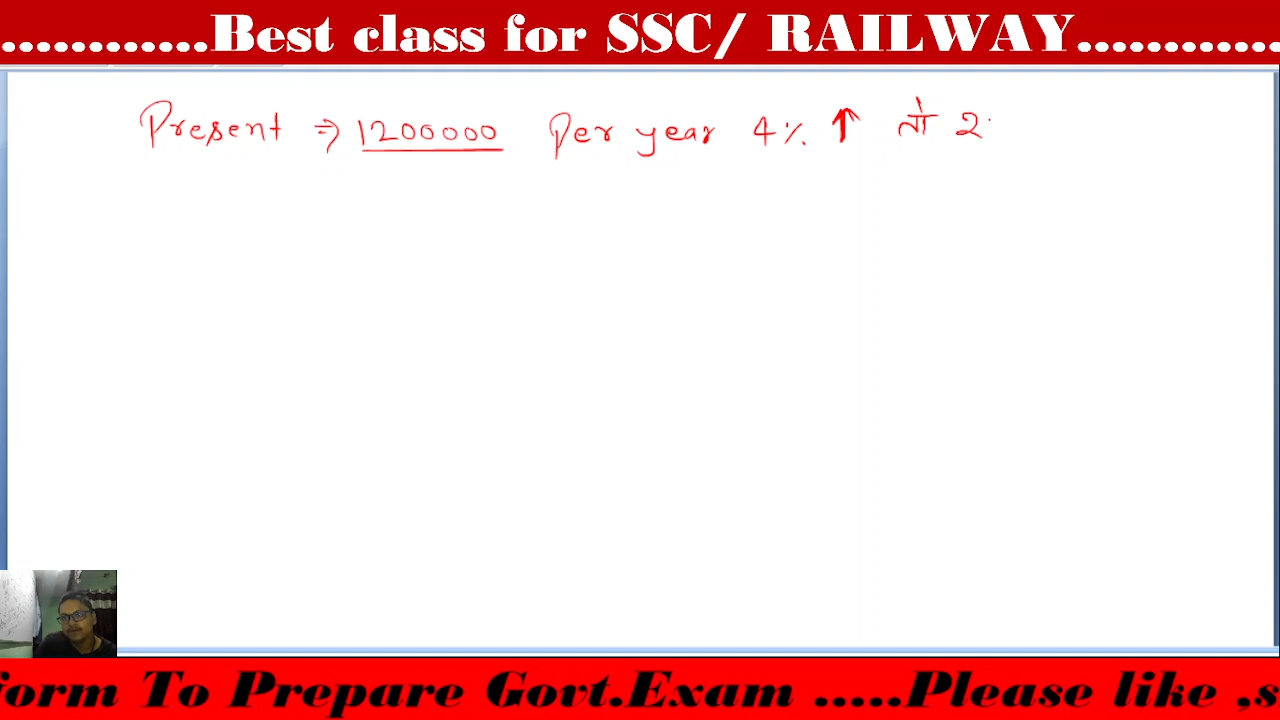 ............Best class for SSC/ RAILWAY............
Present ⇒ 1200000 Per year 4% ↑ तो 2
form To Prepare Govt.Exam .....Please like ,s